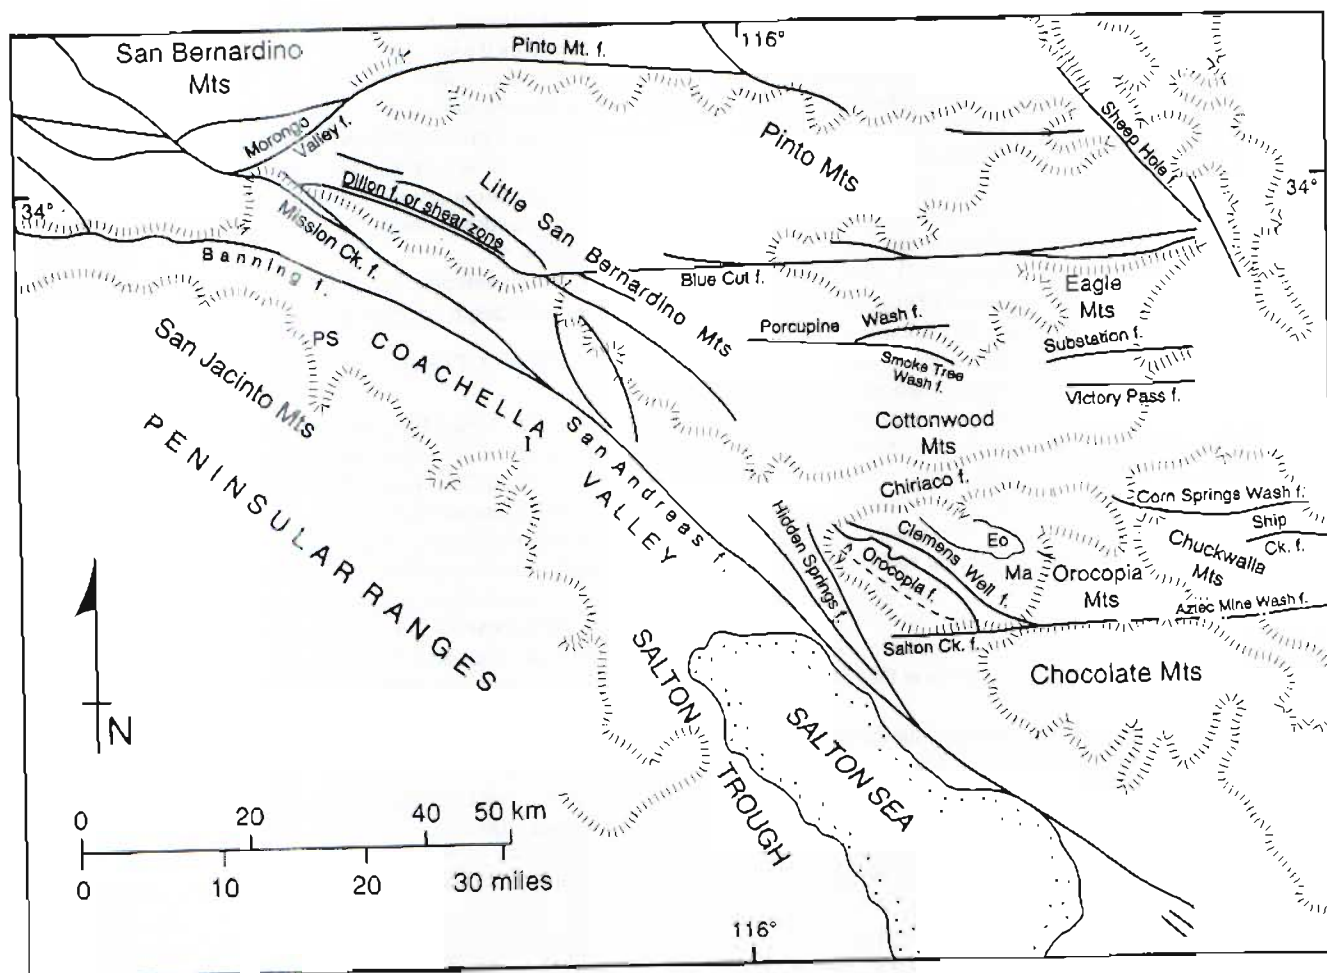 San Bernardino
Mts
Pinto Mt. f.
116°
Morongo
Valley f.
Pinto Mts
Sheep Hole f.
34°
34°
Dillon f. or shear zone
Little San Bernardino Mts
Mission Ck. f.
Banning f.
Blue Cut f.
Eagle
Mts
PS
San Jacinto Mts
COACHELLA
VALLEY
San Andreas f.
Porcupine
Wash f.
Smoke Tree
Wash f.
Substation f.
Victory Pass f.
Cottonwood
Mts
PENINSULAR RANGES
Chiriaco f.
Corn Springs Wash f.
Ship
Ck. f.
Chuckwalla
Mts
Hidden Springs f.
Clemens Well f.
Orocopia f.
Eo
Ma
Orocopia
Mts
Aztec Mine Wash f.
Salton Ck. f.
Chocolate Mts
SALTON
TROUGH
SALTON SEA
N
0 20 40 50 km
0 10 20 30 miles
116°